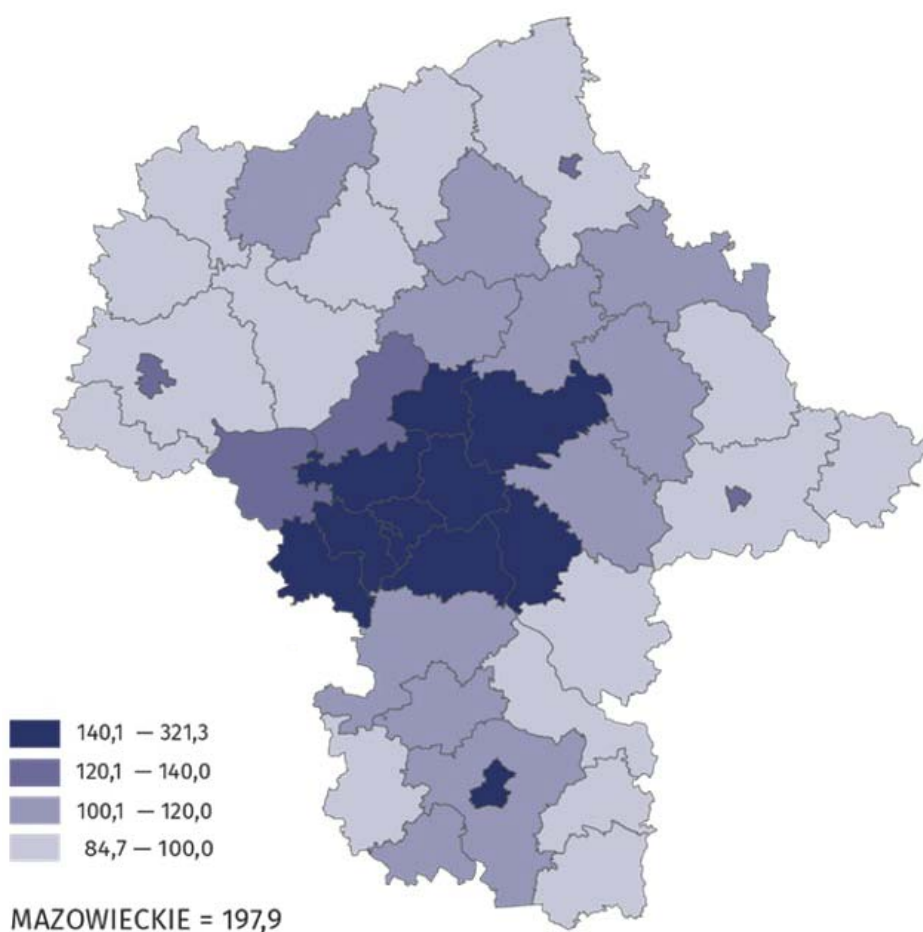 140,1 — 321,3
120,1 — 140,0
100,1 — 120,0
84,7 — 100,0
MAZOWIECKIE = 197,9